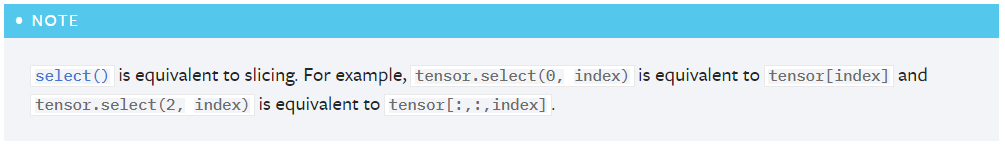 NOTE
select() is equivalent to slicing. For example, tensor.select(0, index) is equivalent to tensor[index] and
tensor.select(2, index) is equivalent to tensor[:,:,index].